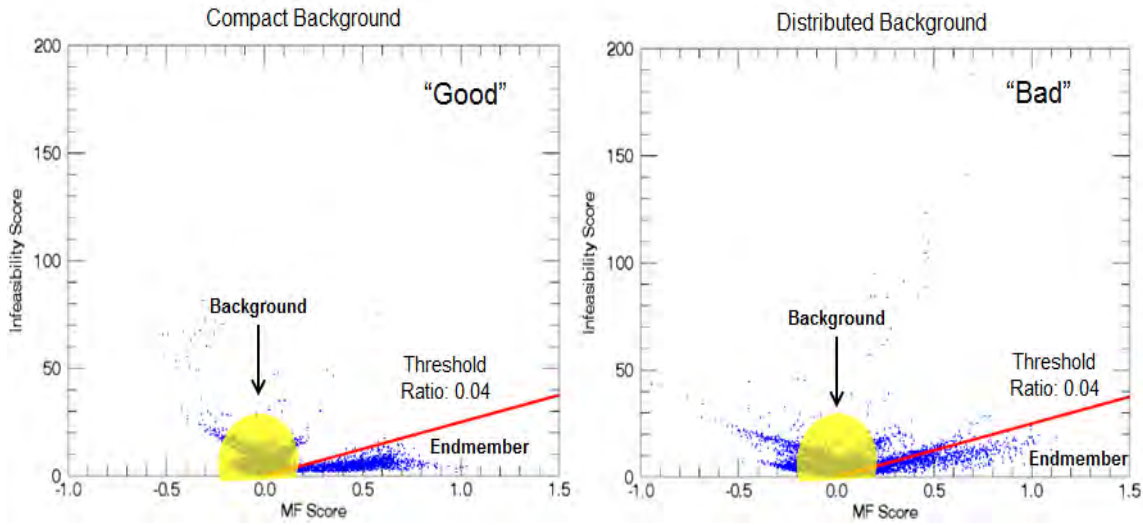 Compact Background
200
150
100
50
0
Infeasibility Score
"Good"
Background
Threshold
Ratio: 0.04
Endmember
-1.0 -0.5 0.0 0.5 1.0 1.5
MF Score
Distributed Background
200
150
100
50
0
Infeasibility Score
"Bad"
Background
Threshold
Ratio: 0.04
Endmember
-1.0 -0.5 0.0 0.5 1.0 1.5
MF Score